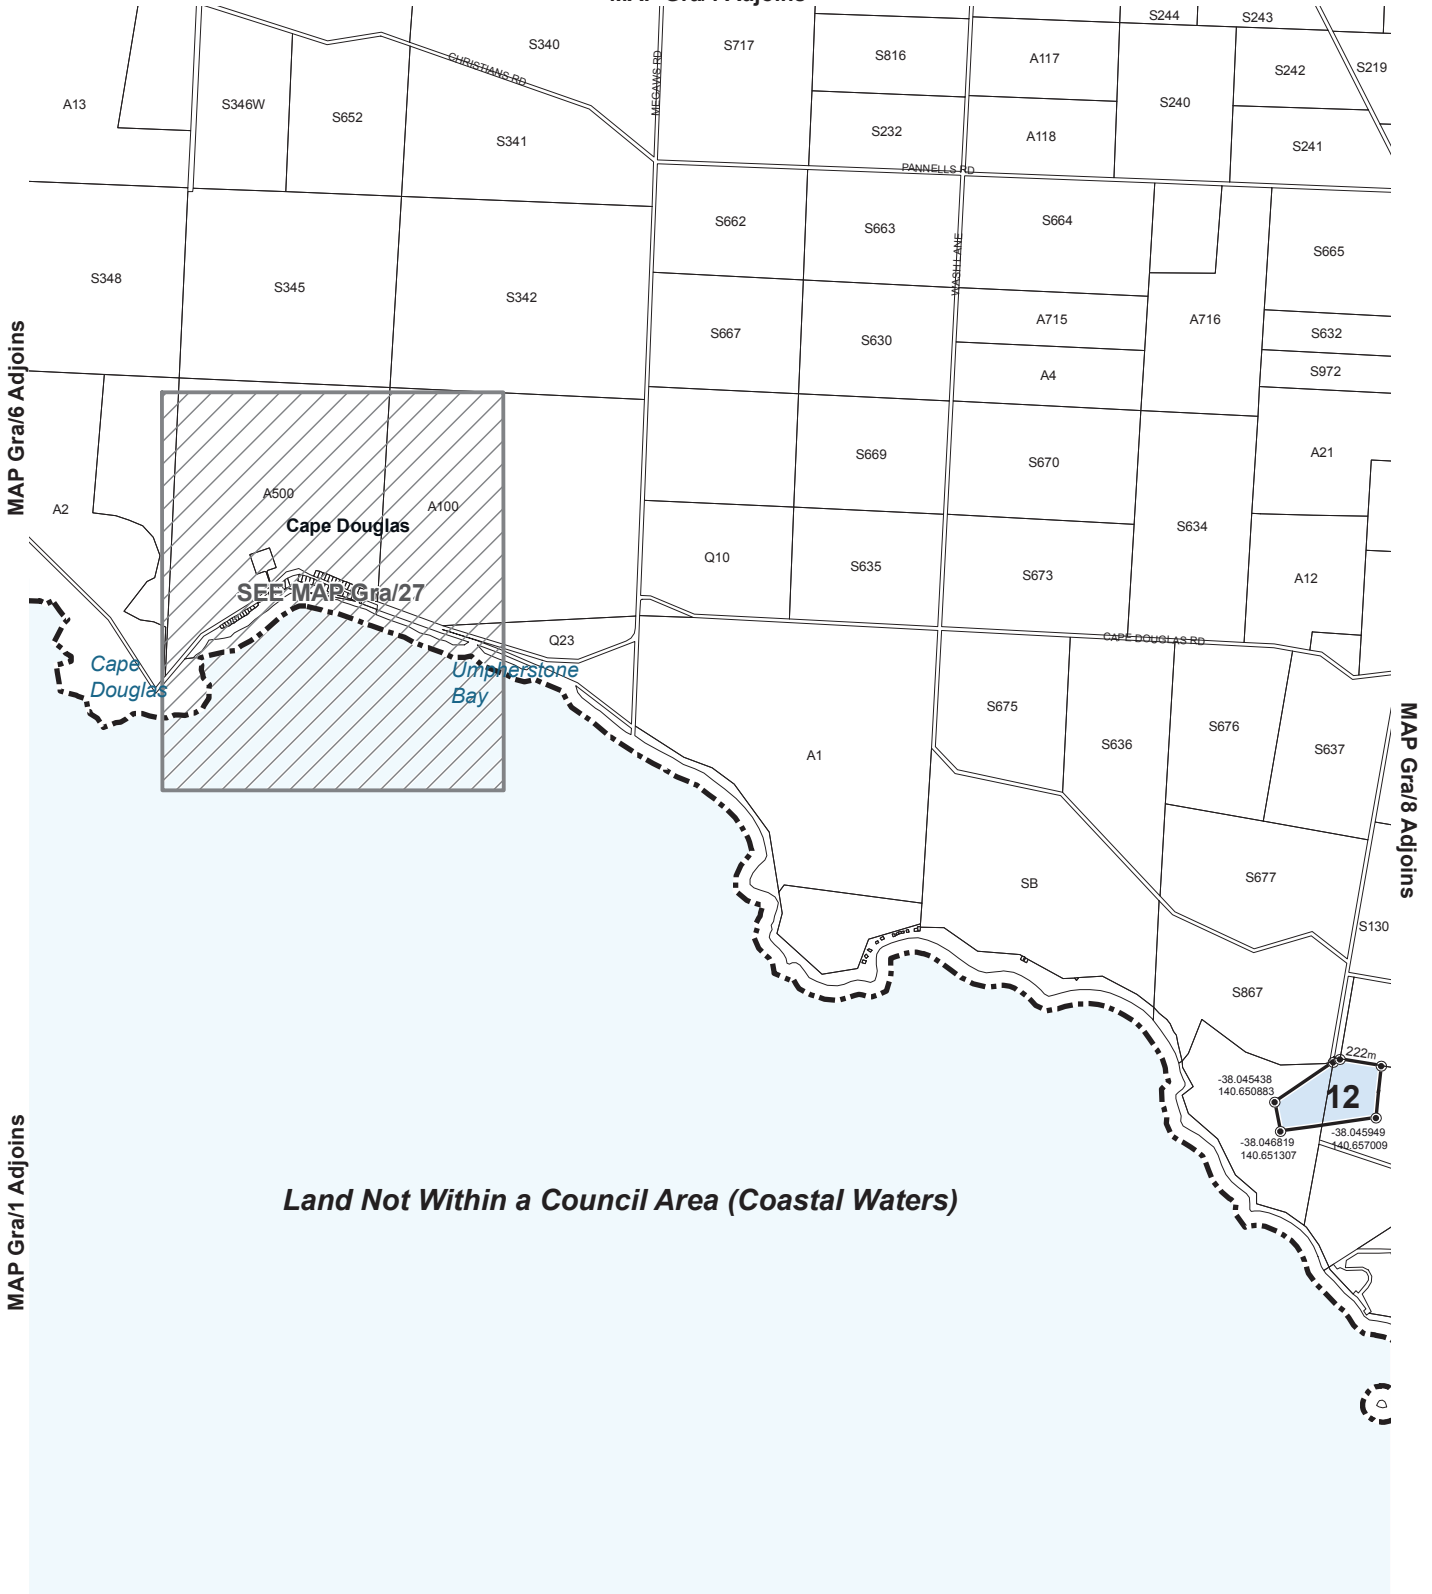 S244
S243
S340
S717
S816
A117
S242
S219
CHRISTIANS RD
MEGAWS RD
A13
S346W
S652
S240
S341
S232
A118
S241
PANNELLS RD
S662
S663
S664
S665
WASH LANE
S348
S345
S342
A715
A716
S667
S630
S632
S972
A4
MAP Gra/6 Adjoins
S669
S670
A21
A500
A100
A2
Cape Douglas
S634
Q10
S635
S673
A12
SEE MAP Gra/27
Q23
CAPE DOUGLAS RD
Cape
Douglas
Umpherstone
Bay
S675
S676
S636
S637
A1
MAP Gra/8 Adjoins
SB
S677
S130
S867
222m
-38.045438
140.650883
12
-38.046819
140.651307
-38.045949
140.657009
MAP Gra/1 Adjoins
Land Not Within a Council Area (Coastal Waters)